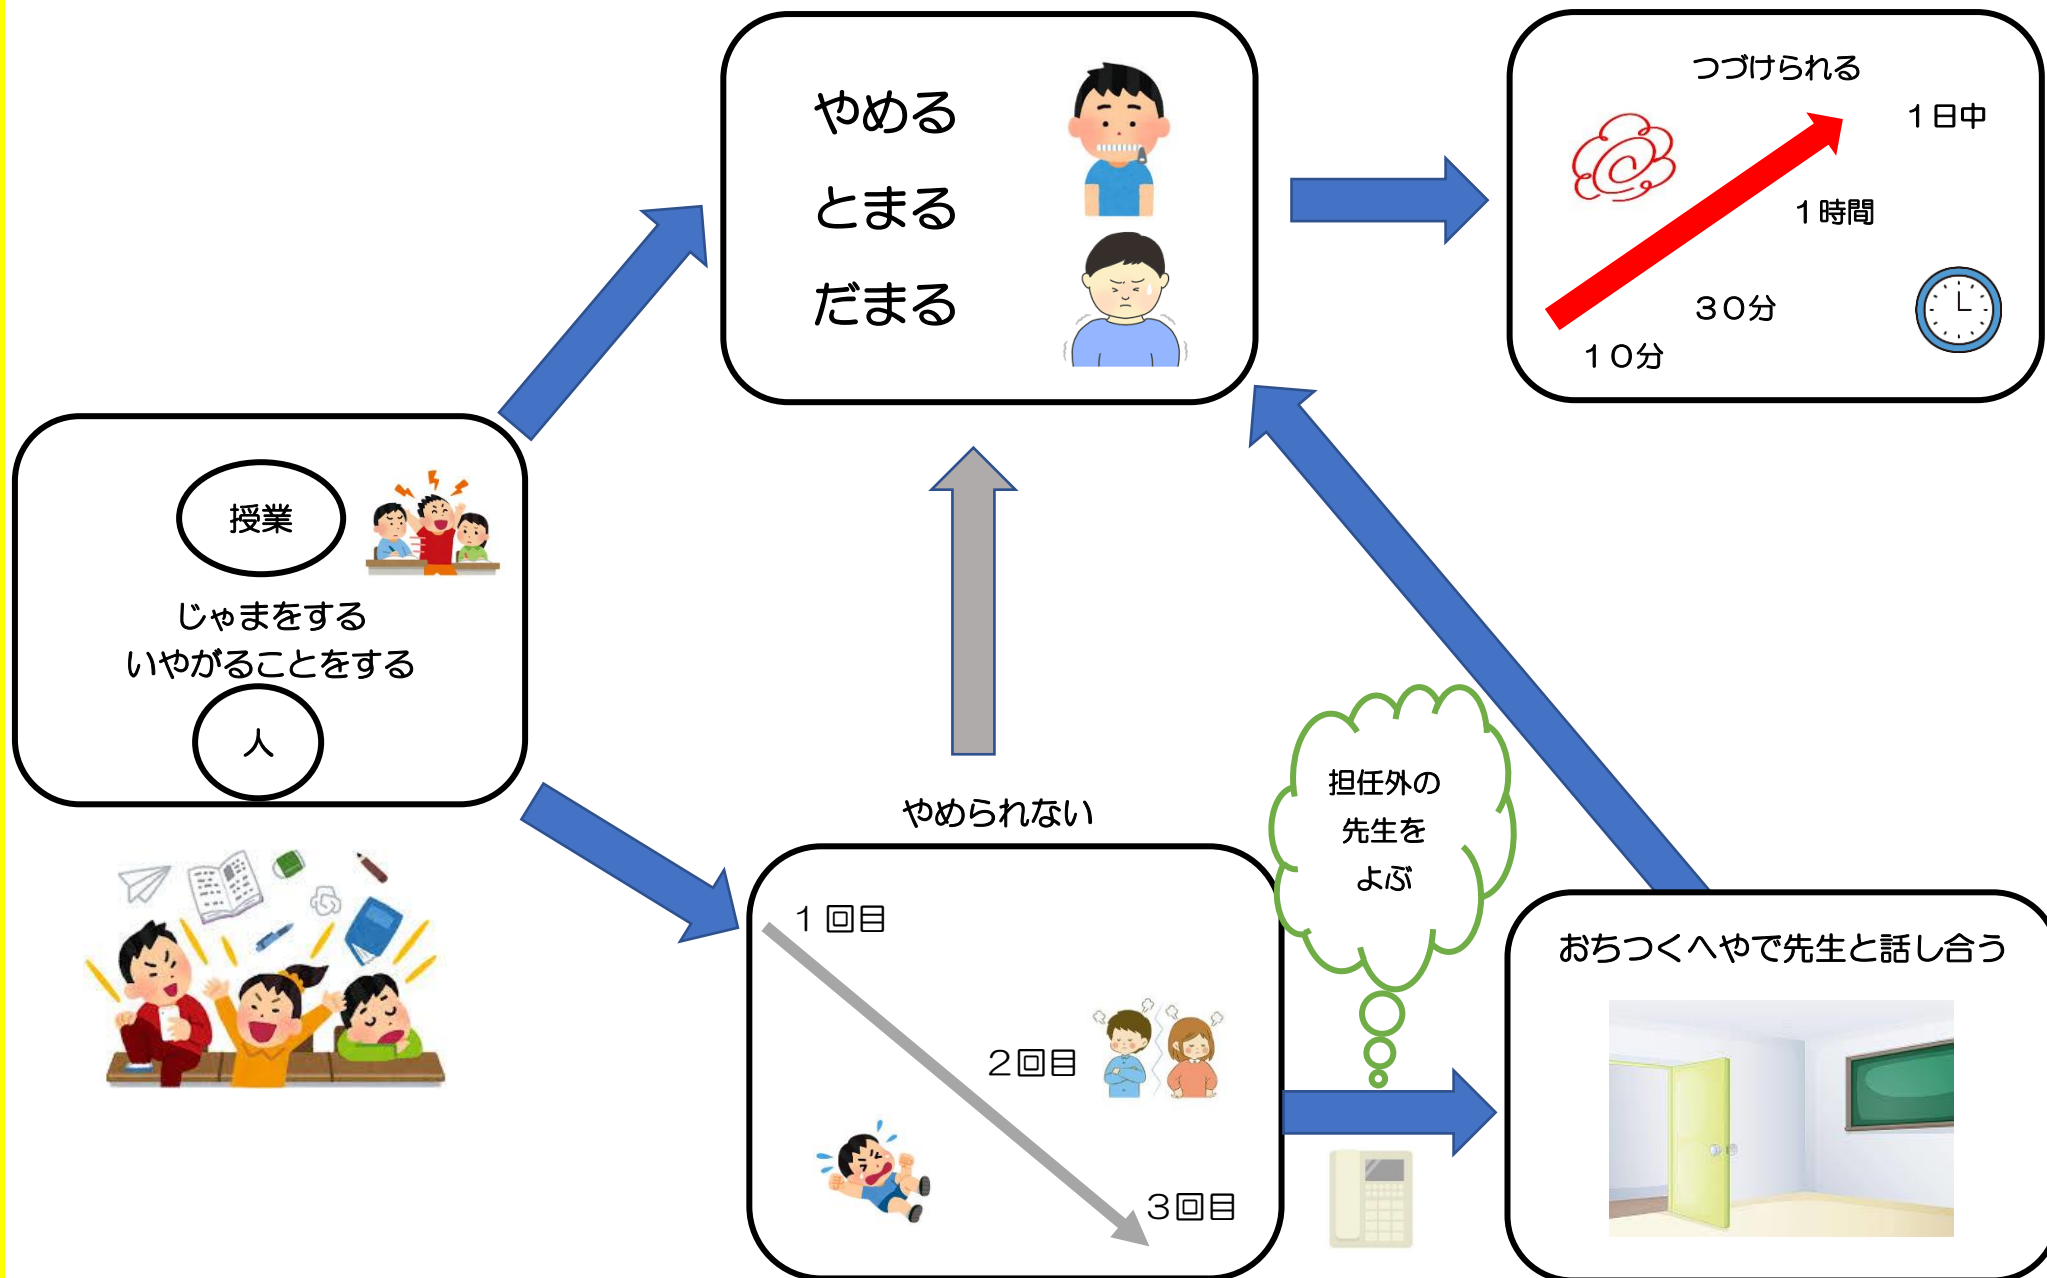 授業
じゃまをする
いやがることをする
人
やめる
とまる
だまる
つづけられる
1日中
1時間
30分
10分
やめられない
1回目
2回目
3回目
担任外の
先生を
よぶ
おちつくへやで先生と話し合う